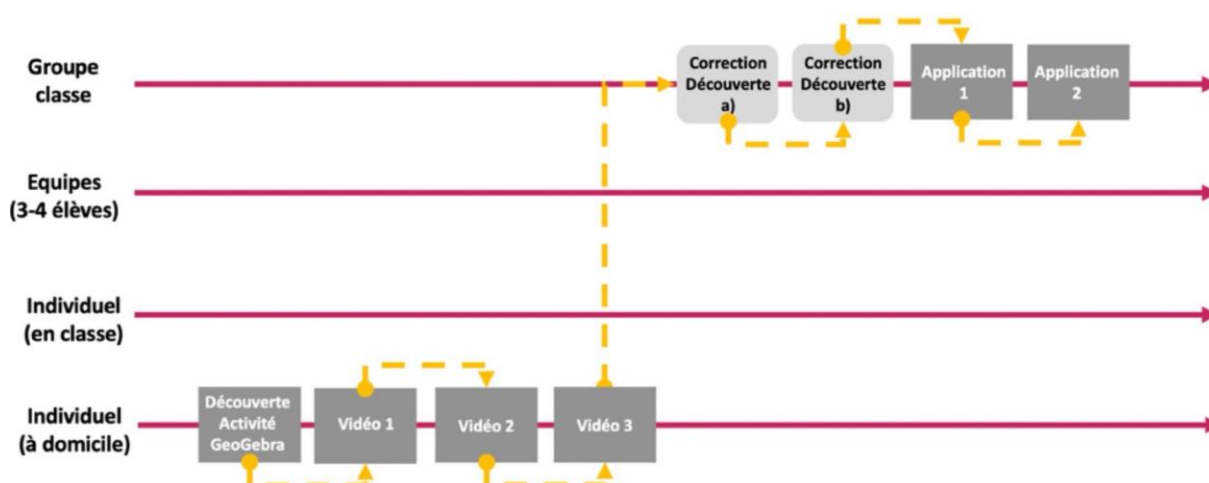 Groupe
classe
Correction
Découverte
a)
Correction
Découverte
b)
Application
1
Application
2
Equipes
(3-4 élèves)
Individuel
(en classe)
Individuel
(à domicile)
Découverte
Activité
GeoGebra
Vidéo 1
Vidéo 2
Vidéo 3